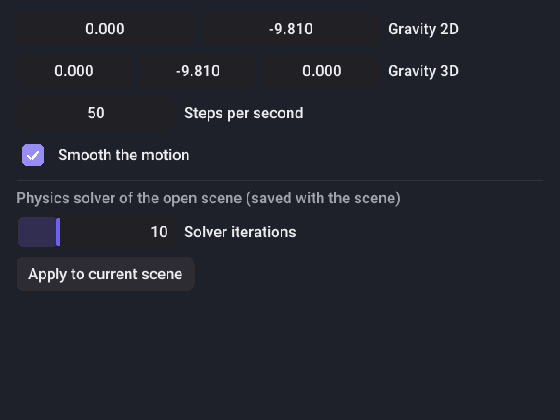 0.000 -9.810 Gravity 2D
0.000 -9.810 0.000 Gravity 3D
50 Steps per second
Smooth the motion
Physics solver of the open scene (saved with the scene)
10 Solver iterations
Apply to current scene